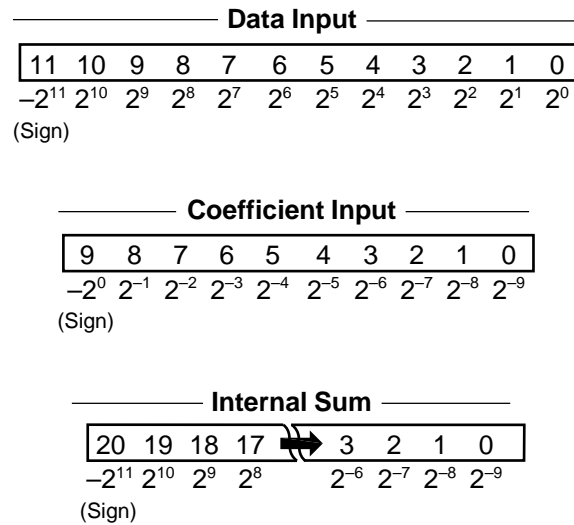 Data Input
11 10 9 8 7 6 5 4 3 2 1 0
–2¹¹ 2¹⁰ 2⁹ 2⁸ 2⁷ 2⁶ 2⁵ 2⁴ 2³ 2² 2¹ 2⁰
(Sign)
Coefficient Input
9 8 7 6 5 4 3 2 1 0
–2⁰ 2⁻¹ 2⁻² 2⁻³ 2⁻⁴ 2⁻⁵ 2⁻⁶ 2⁻⁷ 2⁻⁸ 2⁻⁹
(Sign)
Internal Sum
20 19 18 17 3 2 1 0
–2¹¹ 2¹⁰ 2⁹ 2⁸ 2⁻⁶ 2⁻⁷ 2⁻⁸ 2⁻⁹
(Sign)